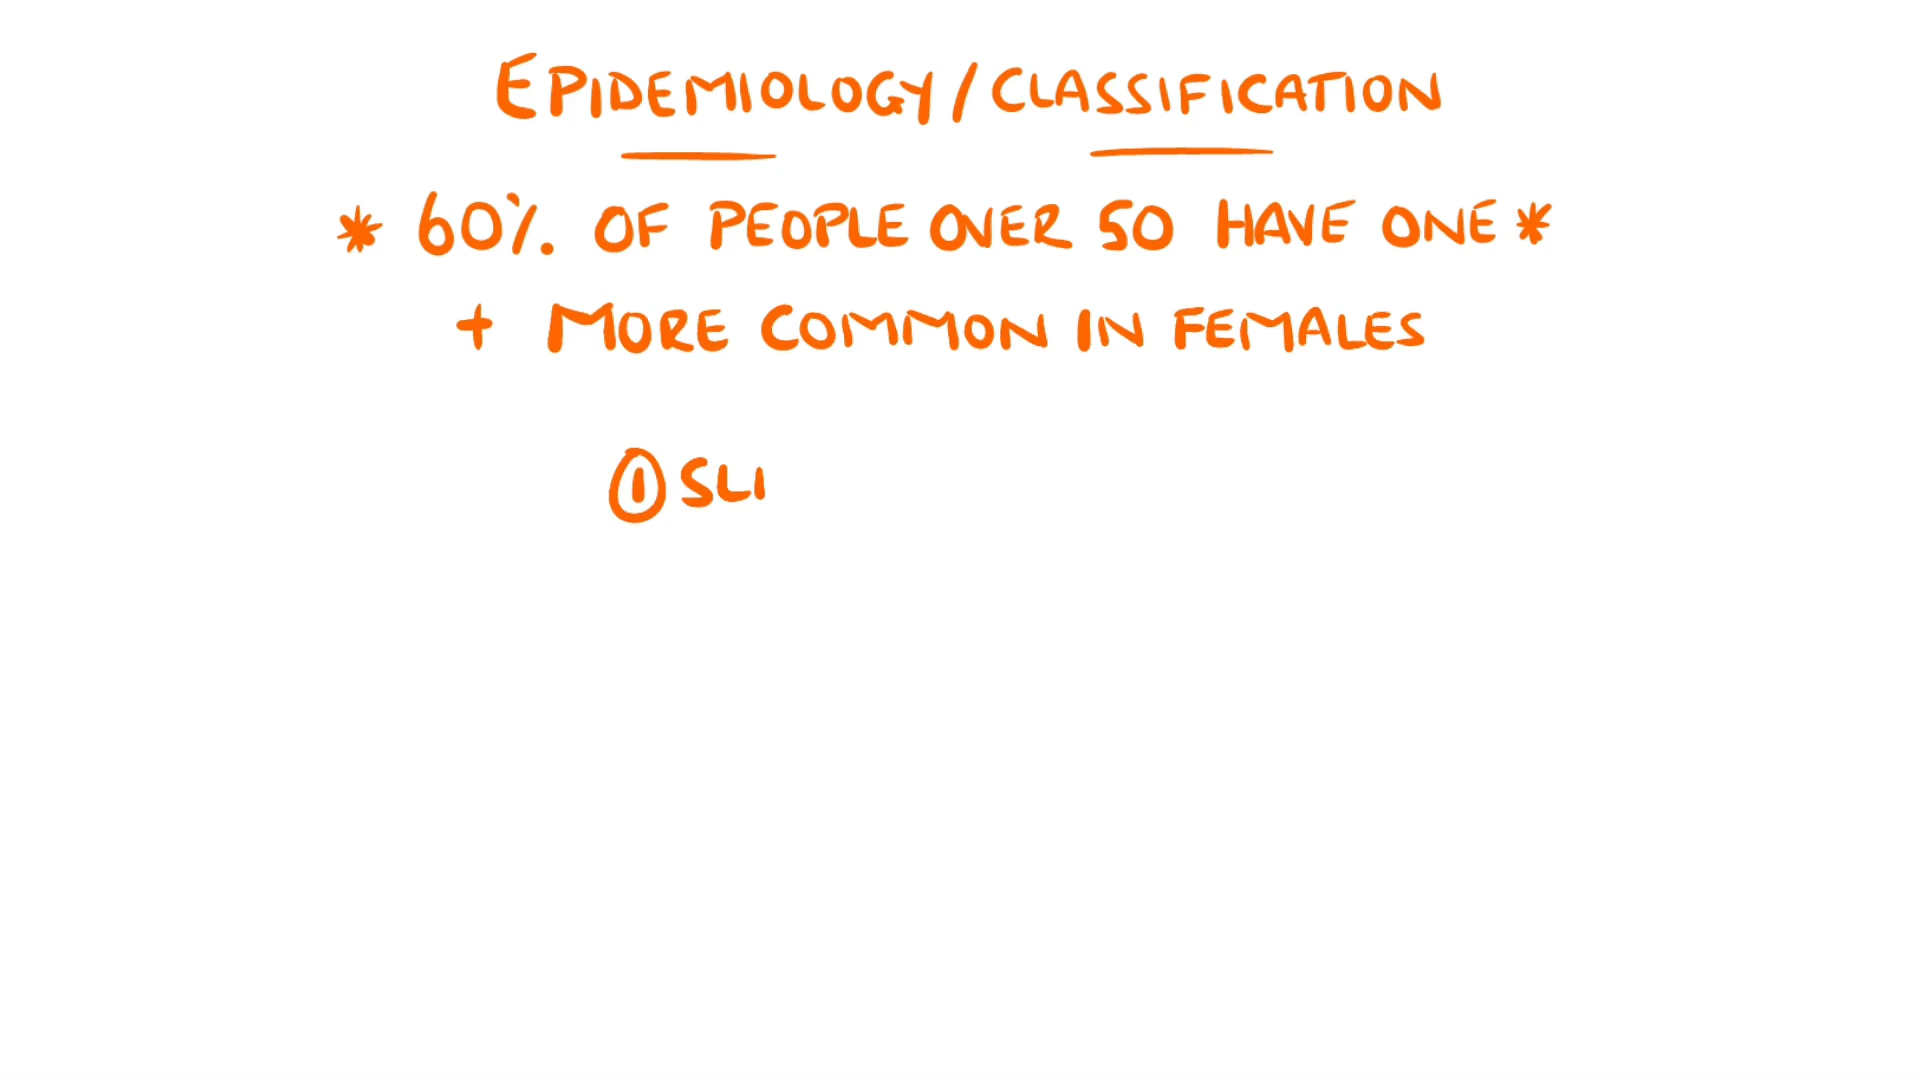 EPIDEMIOLOGY/CLASSIFICATION
* 60% OF PEOPLE OVER 50 HAVE ONE *
+ MORE COMMON IN FEMALES
① SLI